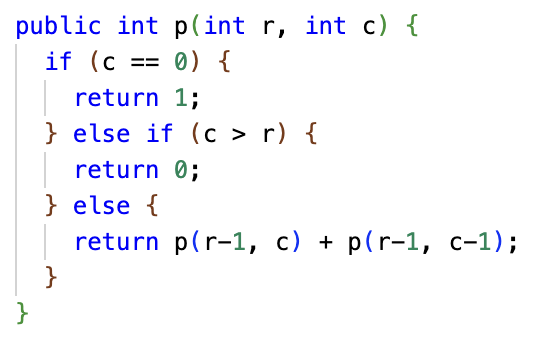 public int p(int r, int c) {
  if (c == 0) {
    return 1;
  } else if (c > r) {
    return 0;
  } else {
    return p(r-1, c) + p(r-1, c-1);
  }
}